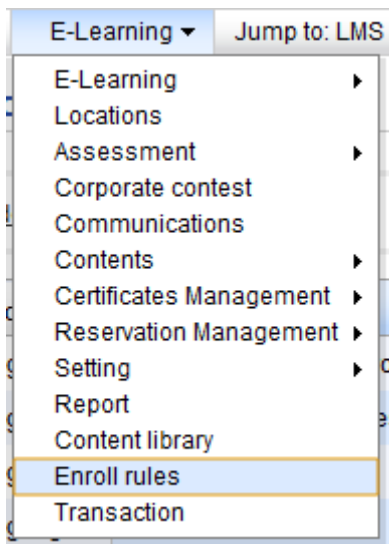 E-Learning Jump to: LMS
E-Learning
Locations
Assessment
Corporate contest
Communications
Contents
Certificates Management
Reservation Management
Setting
Report
Content library
Enroll rules
Transaction